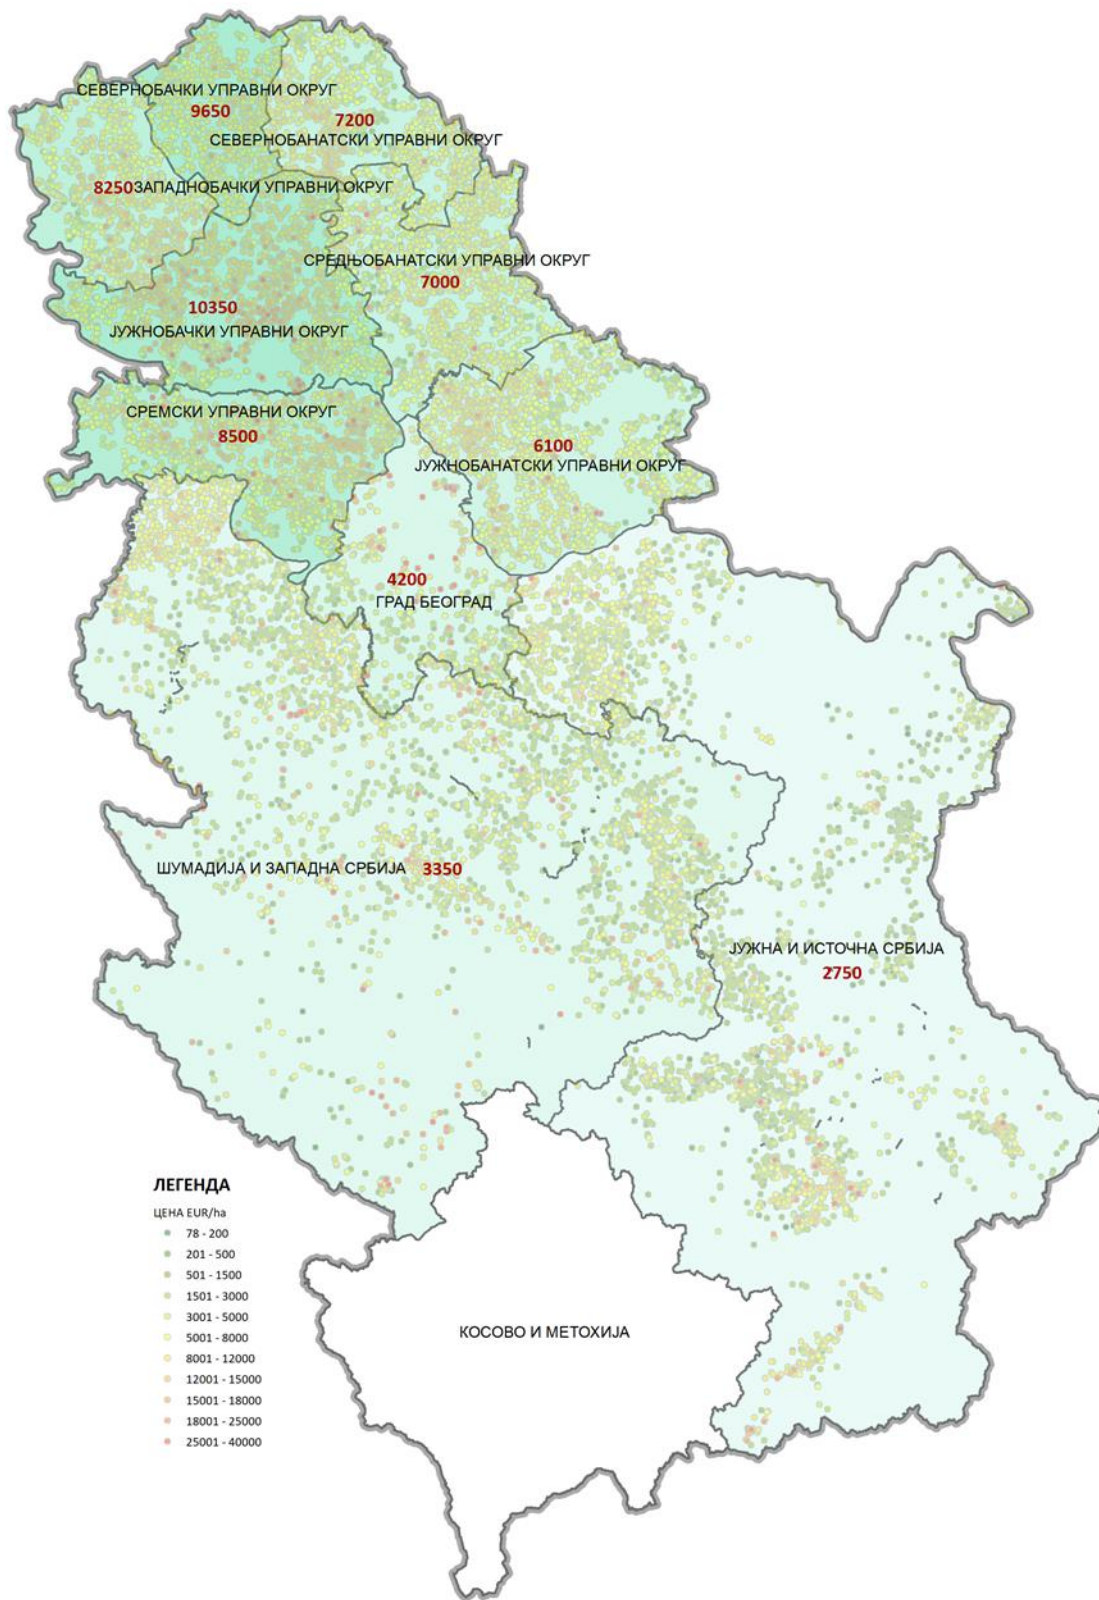 СЕВЕРНОБАЧКИ УПРАВНИ ОКРУГ
9650
7200
СЕВЕРНОБАНАТСКИ УПРАВНИ ОКРУГ
8250 ЗАПАДНОБАЧКИ УПРАВНИ ОКРУГ
СРЕДЊОБАНАТСКИ УПРАВНИ ОКРУГ
7000
10350
ЈУЖНОБАЧКИ УПРАВНИ ОКРУГ
СРЕМСКИ УПРАВНИ ОКРУГ
8500
6100
ЈУЖНОБАНАТСКИ УПРАВНИ ОКРУГ
4200
ГРАД БЕОГРАД
ШУМАДИЈА И ЗАПАДНА СРБИЈА 3350
ЈУЖНА И ИСТОЧНА СРБИЈА
2750
ЛЕГЕНДА
ЦЕНА EUR/ha
78 - 200
201 - 500
501 - 1500
1501 - 3000
3001 - 5000
5001 - 8000
8001 - 12000
12001 - 15000
15001 - 18000
18001 - 25000
25001 - 40000
КОСОВО И МЕТОХИЈА